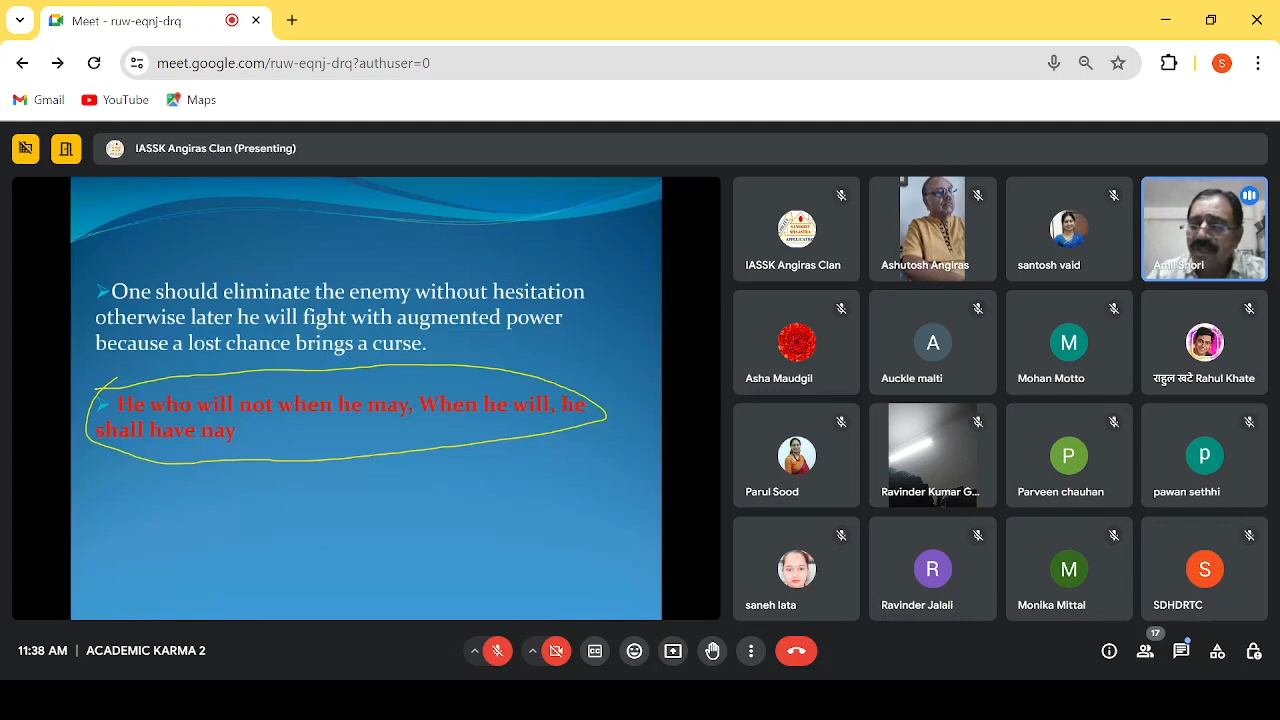 Meet - ruw-eqnj-drq
meet.google.com/ruw-eqnj-drq?authuser=0
S
Gmail YouTube Maps
IASSK Angiras Clan (Presenting)
➢One should eliminate the enemy without hesitation
otherwise later he will fight with augmented power
because a lost chance brings a curse.
➢ He who will not when he may, When he will, he
shall have nay
IASSK Angiras Clan
Ashutosh Angiras
santosh vaid
Amil Shori
Asha Maudgil
A
Auckle malti
M
Mohan Motto
राहुल खटे Rahul Khate
Parul Sood
Ravinder Kumar G...
P
Parveen chauhan
p
pawan sethhi
saneh lata
R
Ravinder Jalali
M
Monika Mittal
S
SDHDRTC
11:38 AM | ACADEMIC KARMA 2
17